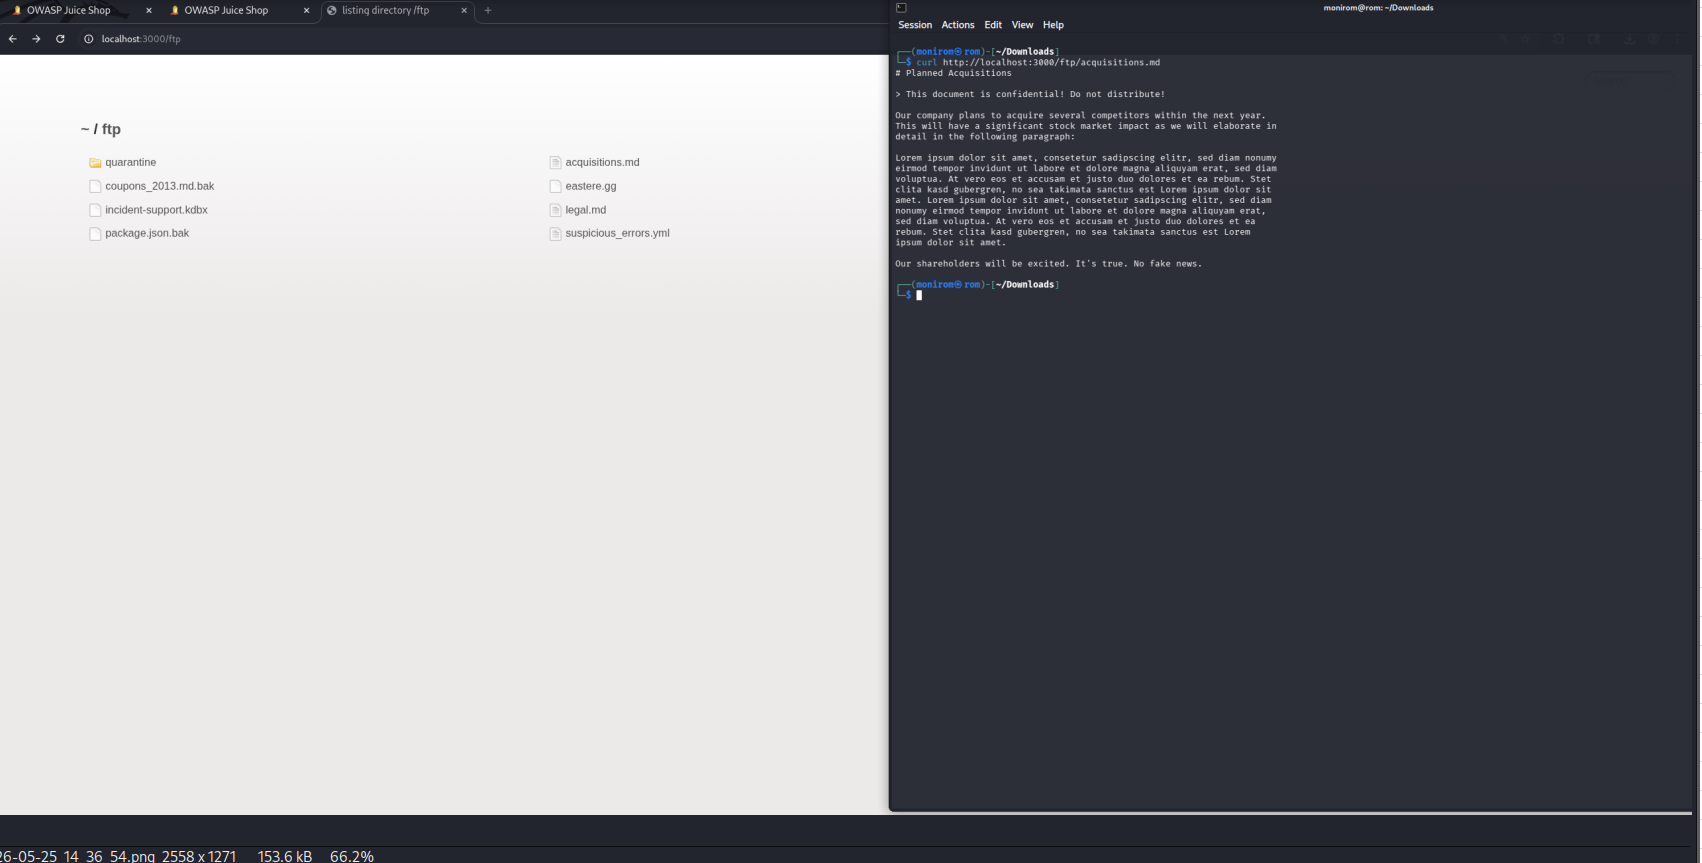 OWASP Juice Shop
OWASP Juice Shop
listing directory /ftp
localhost:3000/ftp
~ / ftp
quarantine
acquisitions.md
coupons_2013.md.bak
eastere.gg
incident-support.kdbx
legal.md
package.json.bak
suspicious_errors.yml
monirom@rom: ~/Downloads
Session Actions Edit View Help
┌──(monirom㉿rom)-[~/Downloads]
└─$ curl http://localhost:3000/ftp/acquisitions.md
# Planned Acquisitions
> This document is confidential! Do not distribute!
Our company plans to acquire several competitors within the next year.
This will have a significant stock market impact as we will elaborate in
detail in the following paragraph:
Lorem ipsum dolor sit amet, consetetur sadipscing elitr, sed diam nonumy
eirmod tempor invidunt ut labore et dolore magna aliquyam erat, sed diam
voluptua. At vero eos et accusam et justo duo dolores et ea rebum. Stet
clita kasd gubergren, no sea takimata sanctus est Lorem ipsum dolor sit
amet. Lorem ipsum dolor sit amet, consetetur sadipscing elitr, sed diam
nonumy eirmod tempor invidunt ut labore et dolore magna aliquyam erat,
sed diam voluptua. At vero eos et accusam et justo duo dolores et ea
rebum. Stet clita kasd gubergren, no sea takimata sanctus est Lorem
ipsum dolor sit amet.
Our shareholders will be excited. It's true. No fake news.
┌──(monirom㉿rom)-[~/Downloads]
└─$
26-05-25_14_36_54.png 2558 x 1271 153.6 kB 66.2%